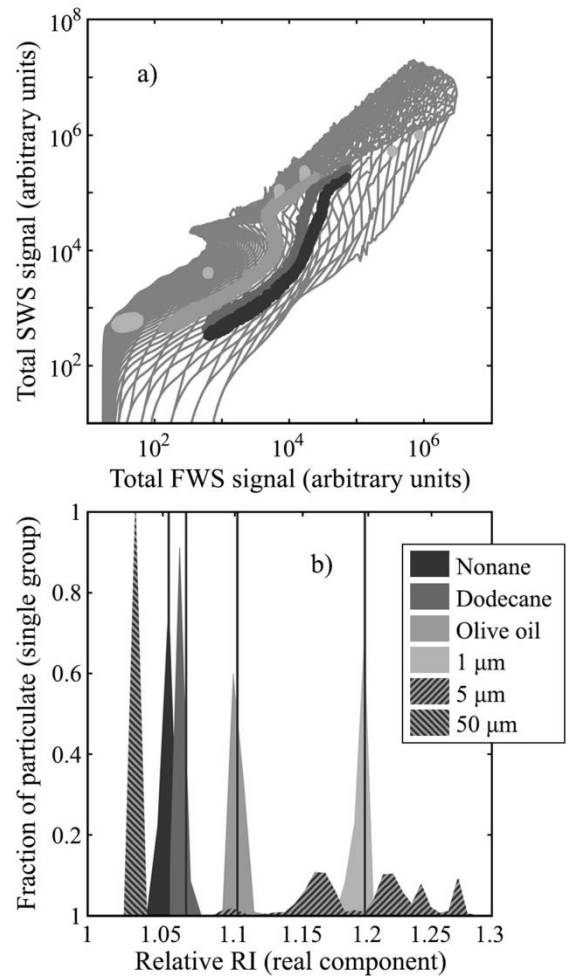 a)
10^8
10^6
10^4
10^2
Total SWS signal (arbitrary units)
10^2
10^4
10^6
Total FWS signal (arbitrary units)
b)
1
0.8
0.6
0.4
0.2
1
Fraction of particulate (single group)
1
1.05
1.1
1.15
1.2
1.25
1.3
Relative RI (real component)
Nonane
Dodecane
Olive oil
1 μm
5 μm
50 μm